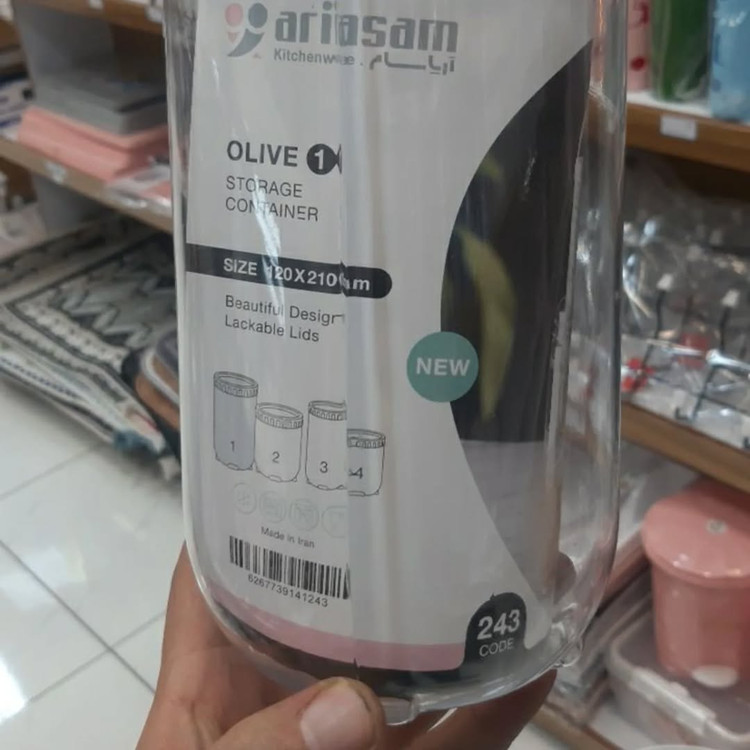 ariasam
Kitchenware . آریاسام
OLIVE 1
STORAGE
CONTAINER
SIZE 120X210mm
Beautiful Design
Lackable Lids
NEW
1
2
3
4
Made in Iran
6267739141243
243
CODE